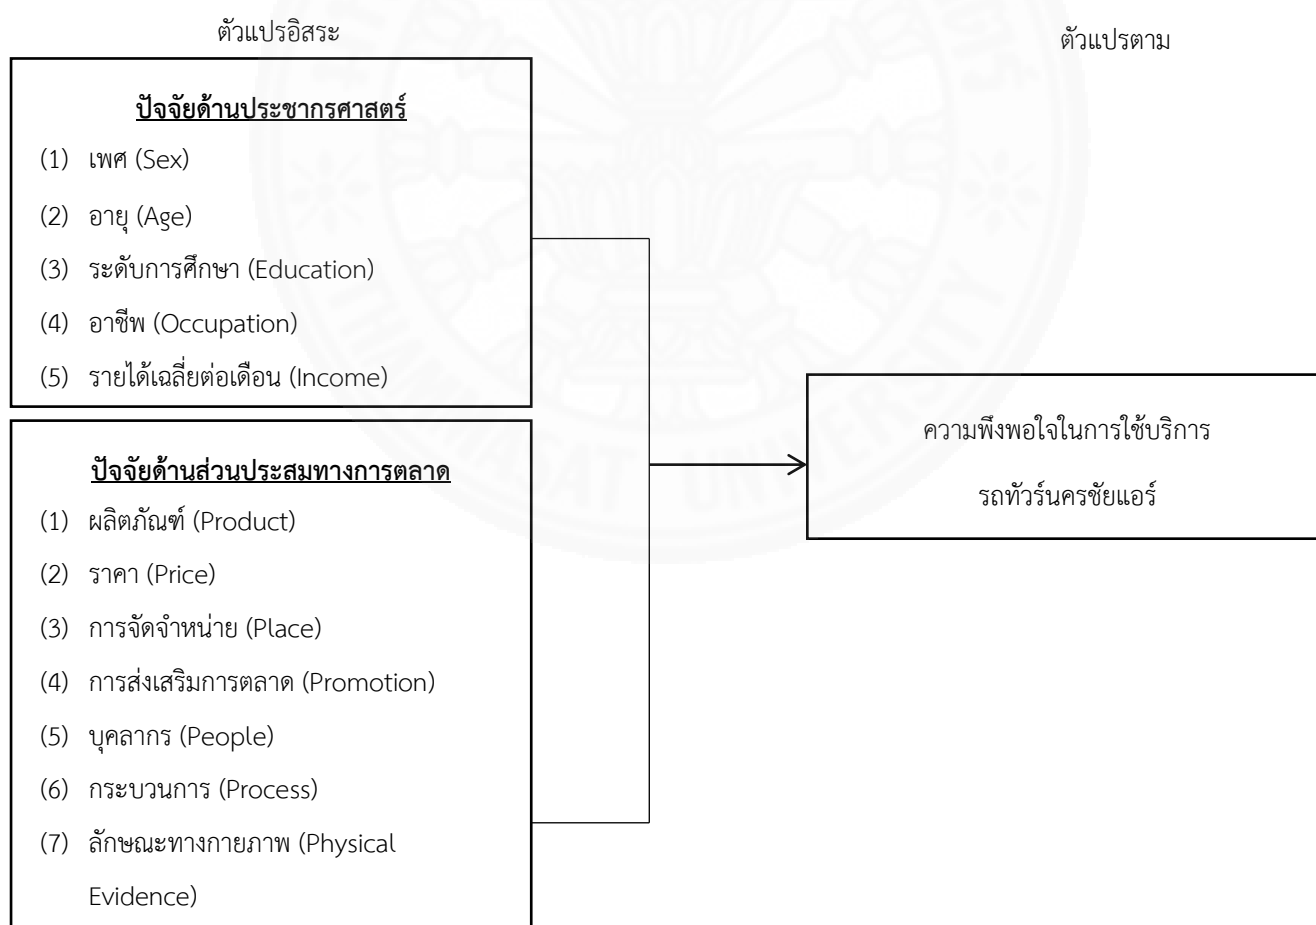 ตัวแปรอิสระ
ตัวแปรตาม
ปัจจัยด้านประชากรศาสตร์
(1) เพศ (Sex)
(2) อายุ (Age)
(3) ระดับการศึกษา (Education)
(4) อาชีพ (Occupation)
(5) รายได้เฉลี่ยต่อเดือน (Income)
ปัจจัยด้านส่วนประสมทางการตลาด
(1) ผลิตภัณฑ์ (Product)
(2) ราคา (Price)
(3) การจัดจำหน่าย (Place)
(4) การส่งเสริมการตลาด (Promotion)
(5) บุคลากร (People)
(6) กระบวนการ (Process)
(7) ลักษณะทางกายภาพ (Physical
Evidence)
ความพึงพอใจในการใช้บริการ
รถทัวร์นครชัยแอร์
THAMMASAT UNIVERSITY